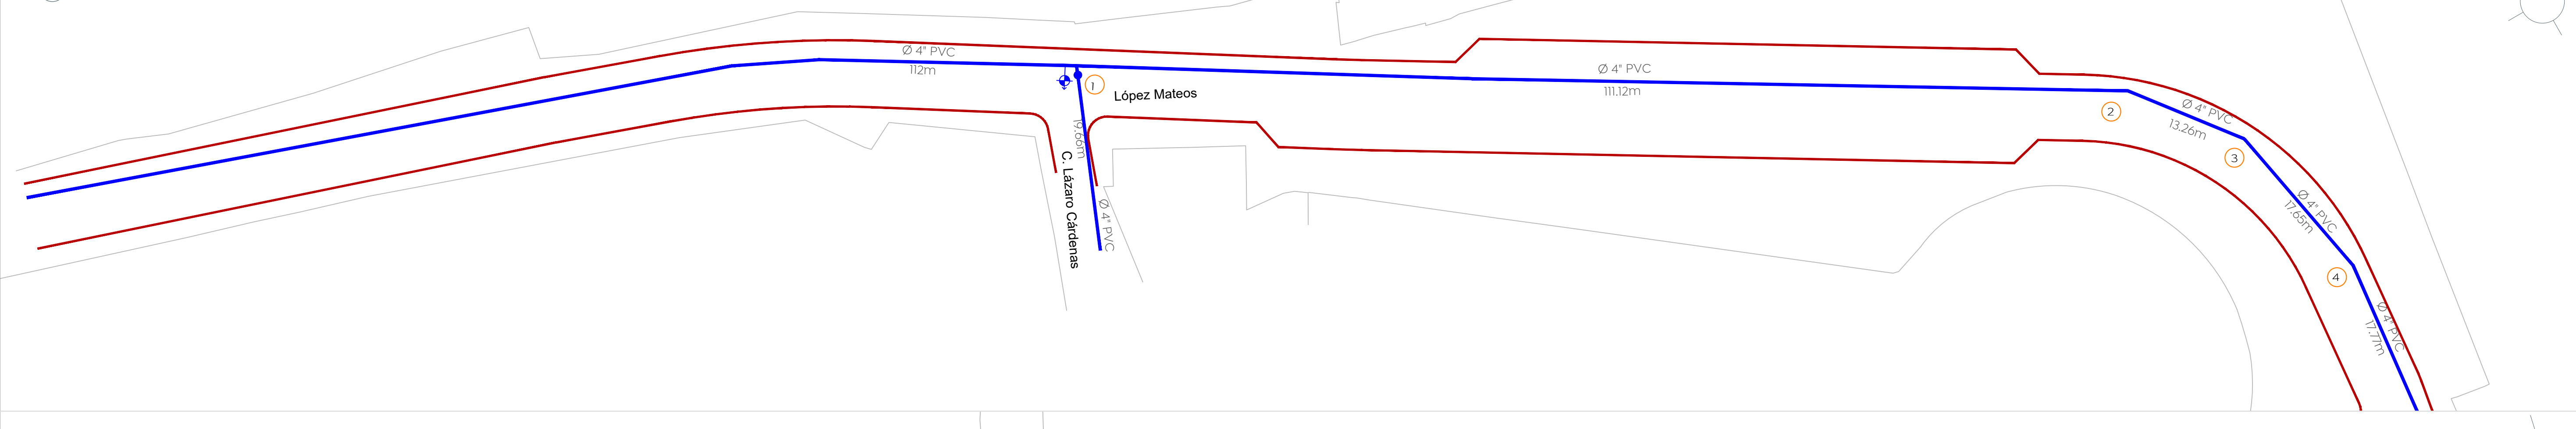 Ø 4" PVC
112m
1
López Mateos
19.66m
C. Lázaro Cárdenas
Ø 4" PVC
Ø 4" PVC
111.12m
2
Ø 4" PVC
13.26m
3
Ø 4" PVC
17.65m
4
Ø 4" PVC
17.77m